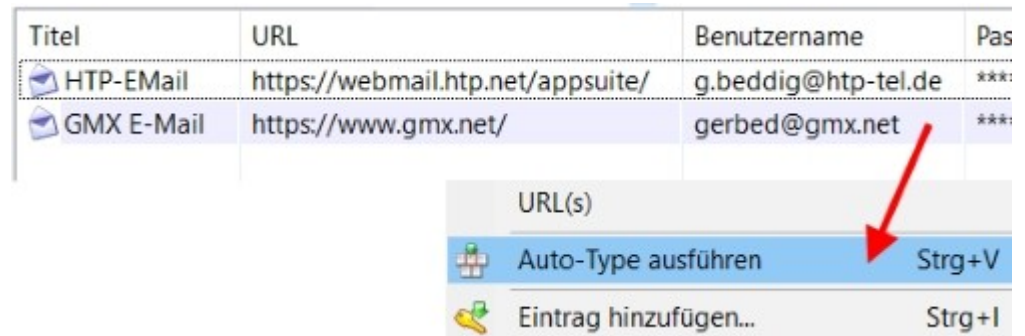 Titel URL Benutzername Pas
HTP-EMail https://webmail.htp.net/appsuite/ g.beddig@htp-tel.de ****
GMX E-Mail https://www.gmx.net/ gerbed@gmx.net ****
URL(s)
Auto-Type ausführen Strg+V
Eintrag hinzufügen... Strg+I